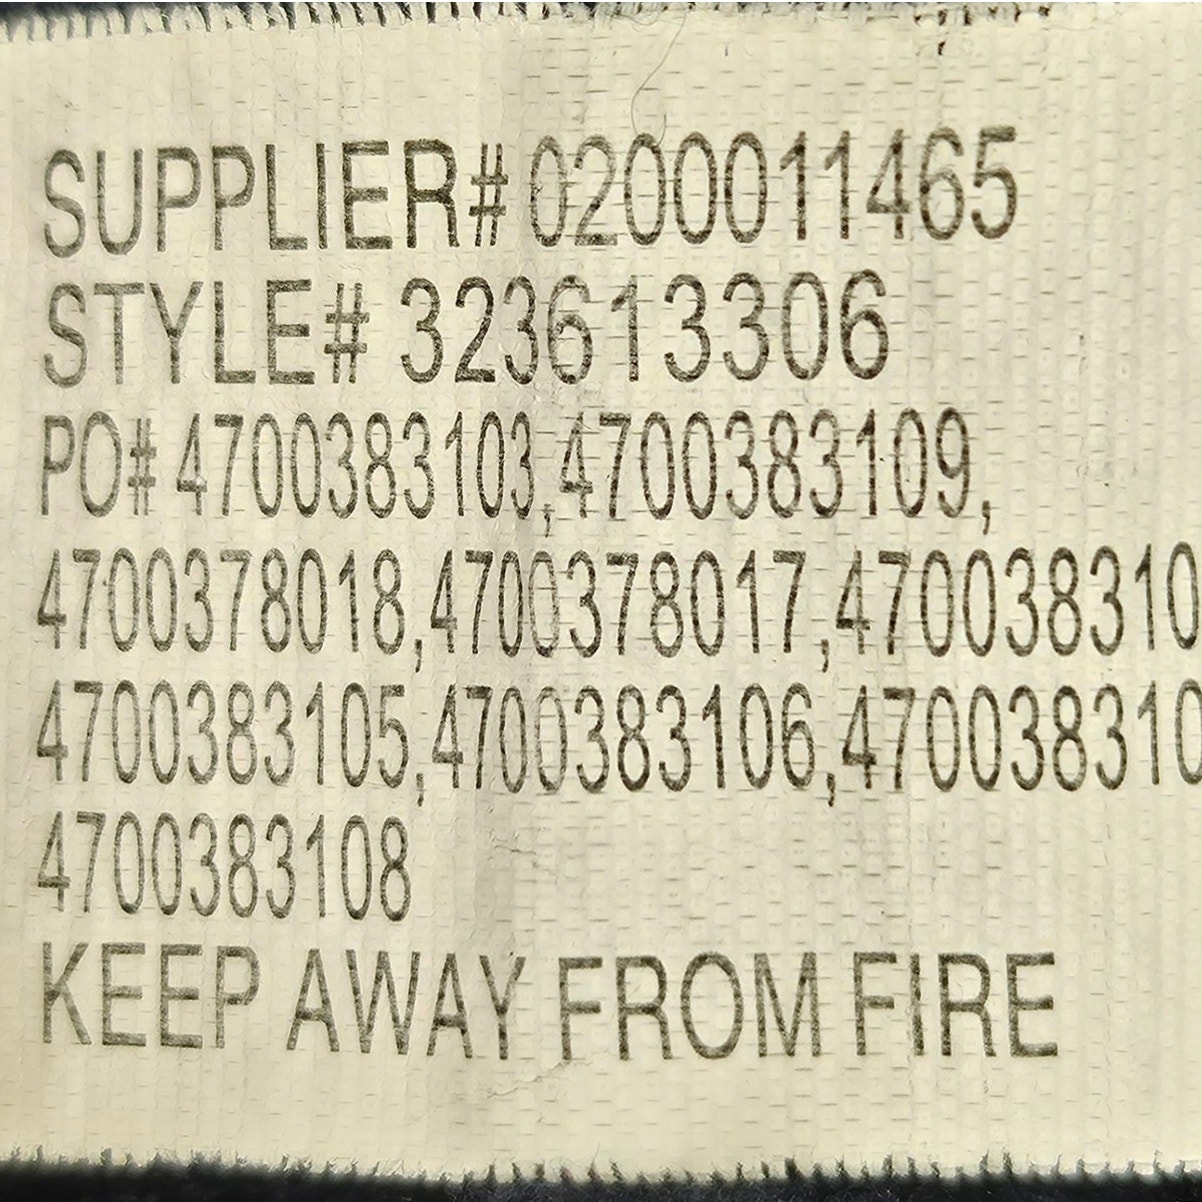 SUPPLIER# 0200011465
STYLE# 323613306
PO# 4700383103,4700383109,
4700378018,4700378017,470038310
4700383105,4700383106,470038310
4700383108
KEEP AWAY FROM FIRE